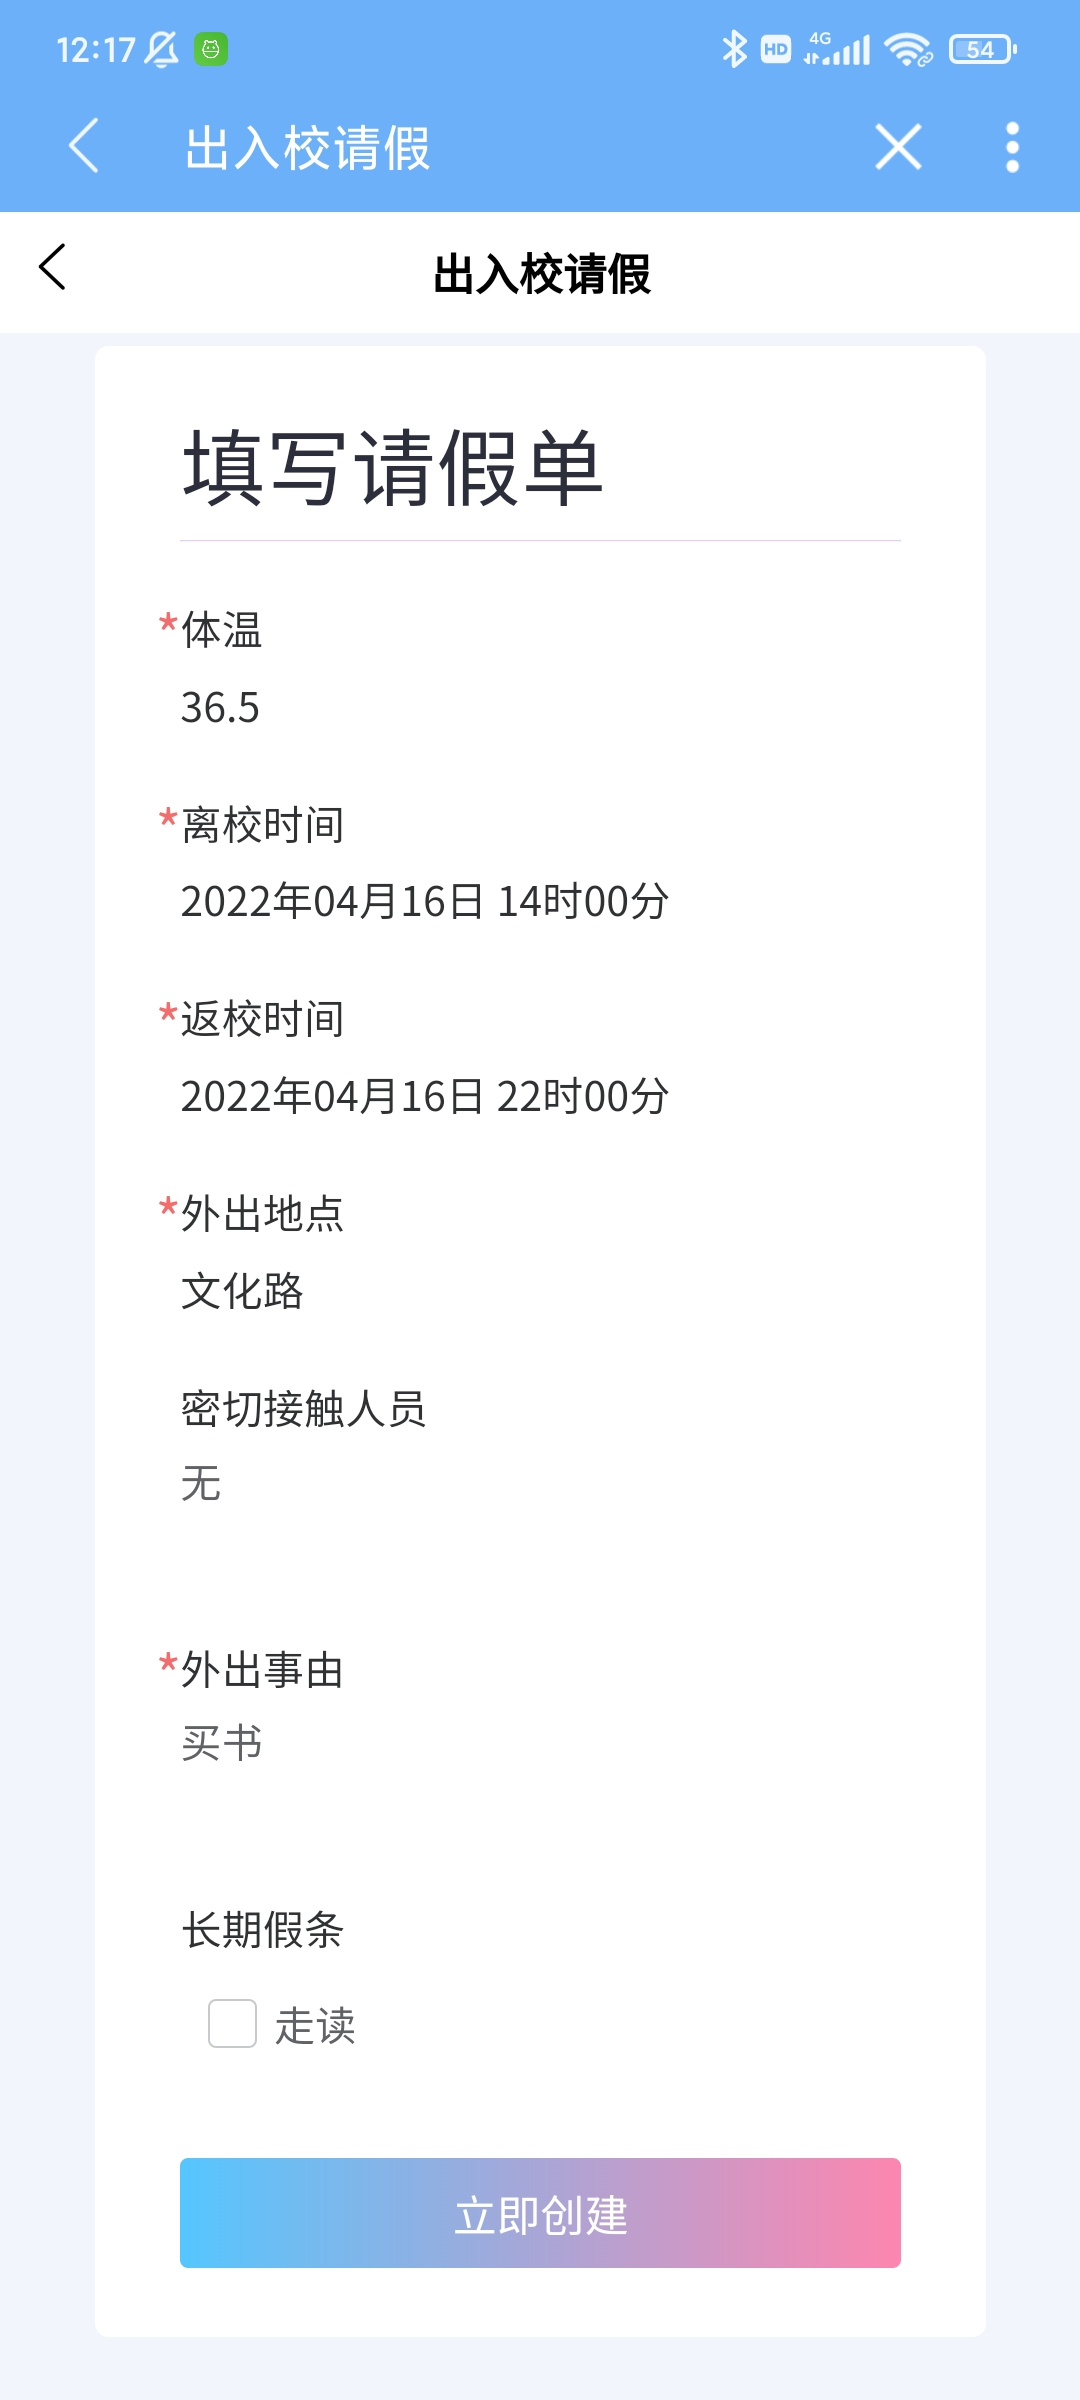 12:17 HD 4G 54
出入校请假
出入校请假
填写请假单
*体温
36.5
*离校时间
2022年04月16日 14时00分
*返校时间
2022年04月16日 22时00分
*外出地点
文化路
密切接触人员
无
*外出事由
买书
长期假条
走读
立即创建